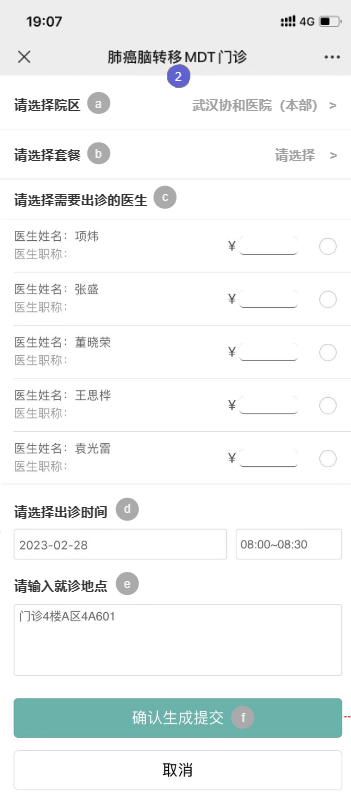 19:07
4G
肺癌脑转移MDT门诊
2
请选择院区 a 武汉协和医院（本部） >
请选择套餐 b 请选择 >
请选择需要出诊的医生 c
医生姓名：项炜
¥
医生职称：
医生姓名：张盛
¥
医生职称：
医生姓名：董晓荣
¥
医生职称：
医生姓名：王思桦
¥
医生职称：
医生姓名：袁光雷
¥
医生职称：
请选择出诊时间 d
2023-02-28 08:00~08:30
请输入就诊地点 e
门诊4楼A区4A601
确认生成提交 f
取消